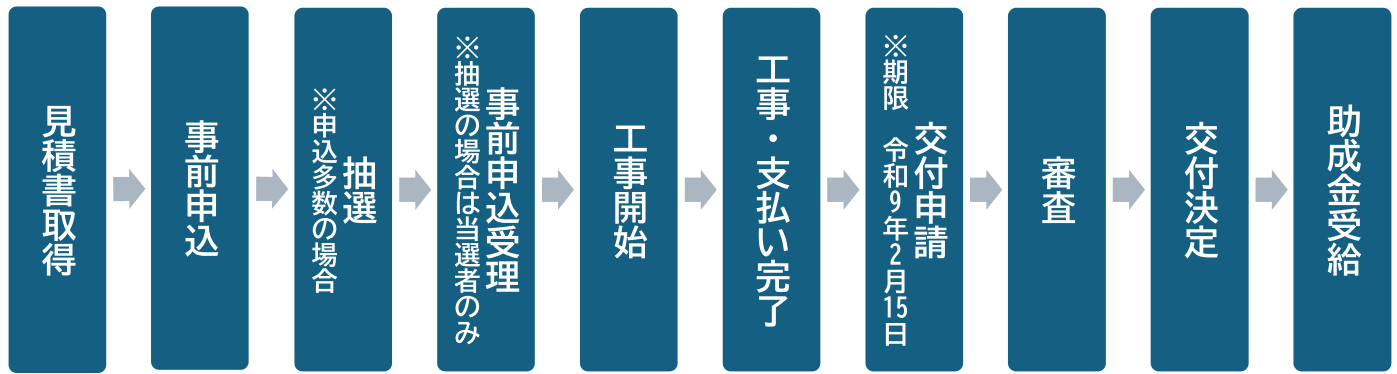 見積書取得
事前申込
抽選
※申込多数の場合
事前申込受理
※抽選の場合は当選者のみ
工事開始
工事・支払い完了
交付申請
※期限　令和9年2月15日
審査
交付決定
助成金受給